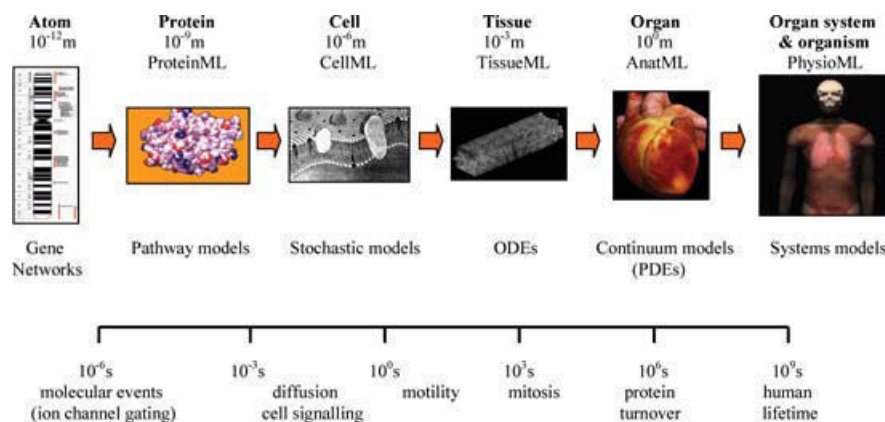 Atom
10⁻¹²m
Protein
10⁻⁹m
ProteinML
Cell
10⁻⁶m
CellML
Tissue
10⁻³m
TissueML
Organ
10⁰m
AnatML
Organ system
& organism
PhysioML
Gene
Networks
Pathway models
Stochastic models
ODEs
Continuum models
(PDEs)
Systems models
10⁻⁶s
10⁻³s
10⁰s
10³s
10⁶s
10⁹s
molecular events
(ion channel gating)
diffusion
cell signalling
motility
mitosis
protein
turnover
human
lifetime